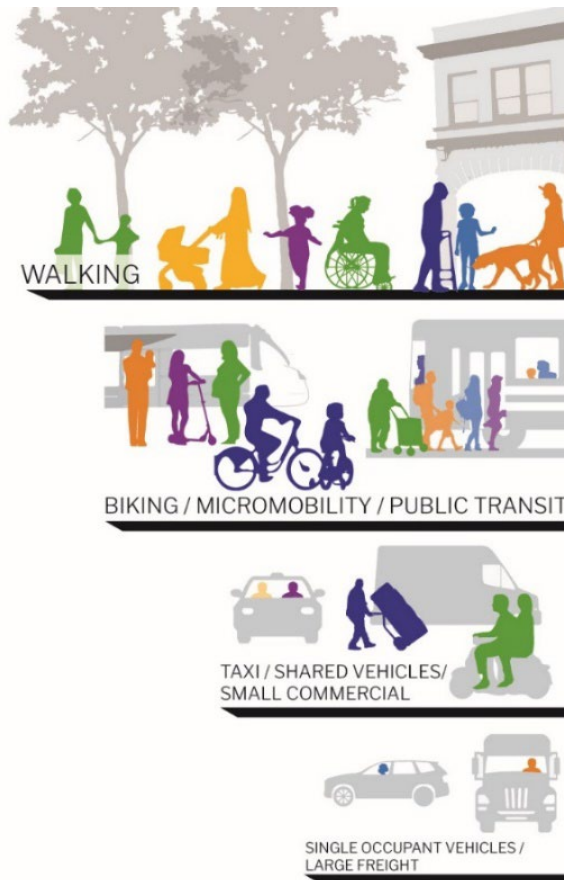 WALKING
BIKING / MICROMOBILITY / PUBLIC TRANSIT
TAXI / SHARED VEHICLES/
SMALL COMMERCIAL
SINGLE OCCUPANT VEHICLES /
LARGE FREIGHT